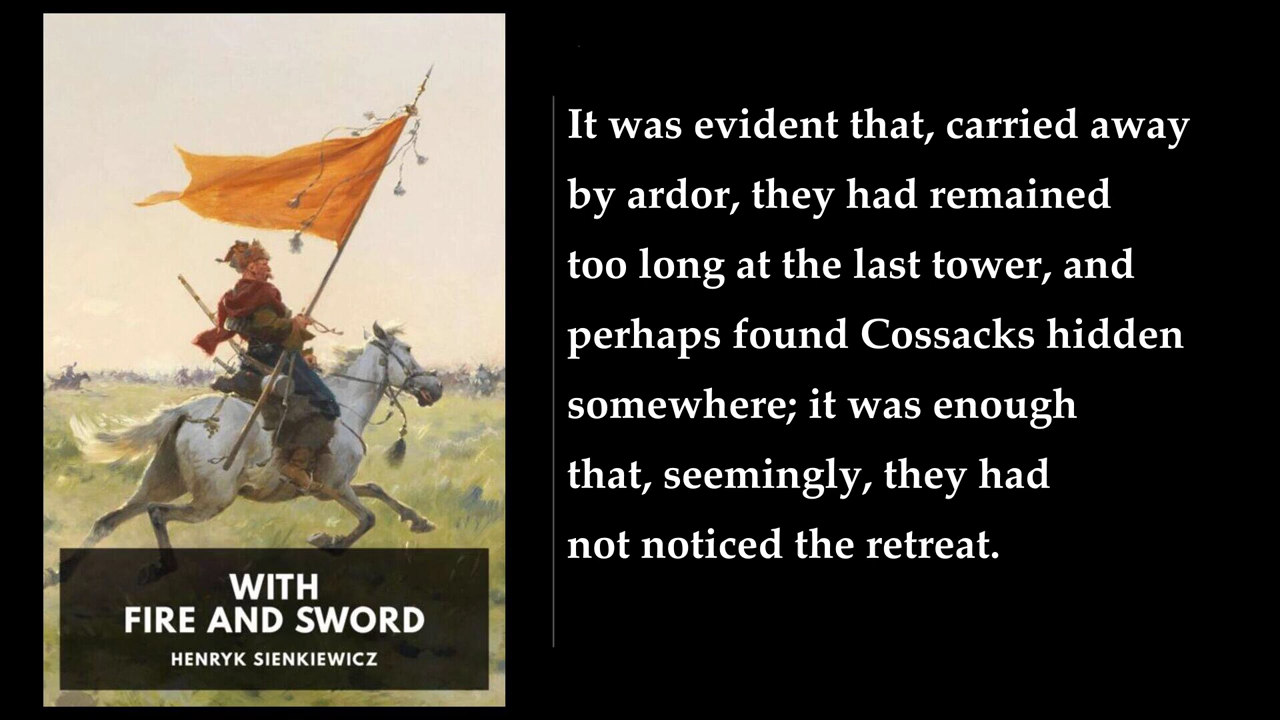 WITH
FIRE AND SWORD
HENRYK SIENKIEWICZ
It was evident that, carried away
by ardor, they had remained
too long at the last tower, and
perhaps found Cossacks hidden
somewhere; it was enough
that, seemingly, they had
not noticed the retreat.